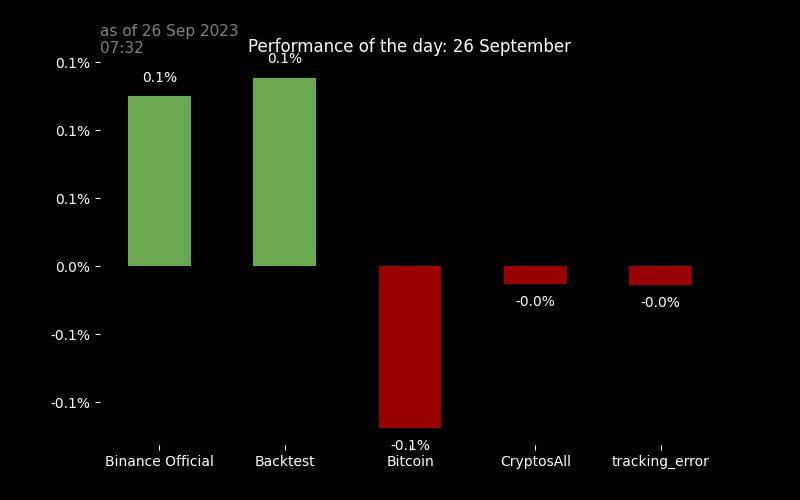 as of 26 Sep 2023
07:32
Performance of the day: 26 September
0.1%
0.1%
0.1%
0.0%
-0.1%
-0.1%
0.1%
0.1%
-0.1%
-0.0%
-0.0%
Binance Official
Backtest
Bitcoin
CryptosAll
tracking_error